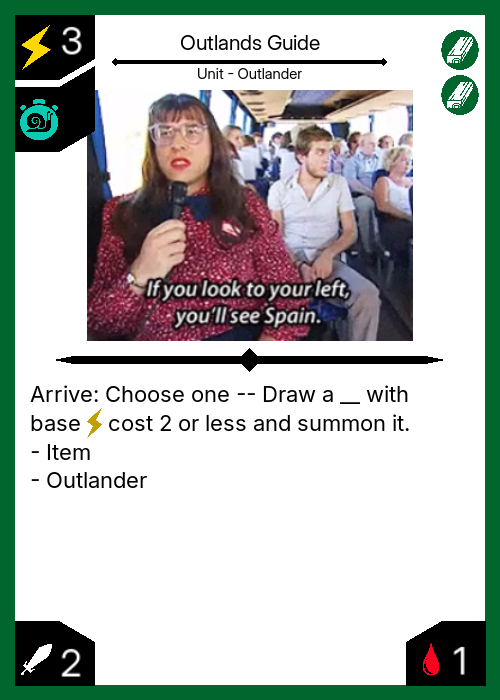 3
Outlands Guide
Unit - Outlander
If you look to your left,
you'll see Spain.
Arrive: Choose one -- Draw a __ with
base cost 2 or less and summon it.
- Item
- Outlander
2
1